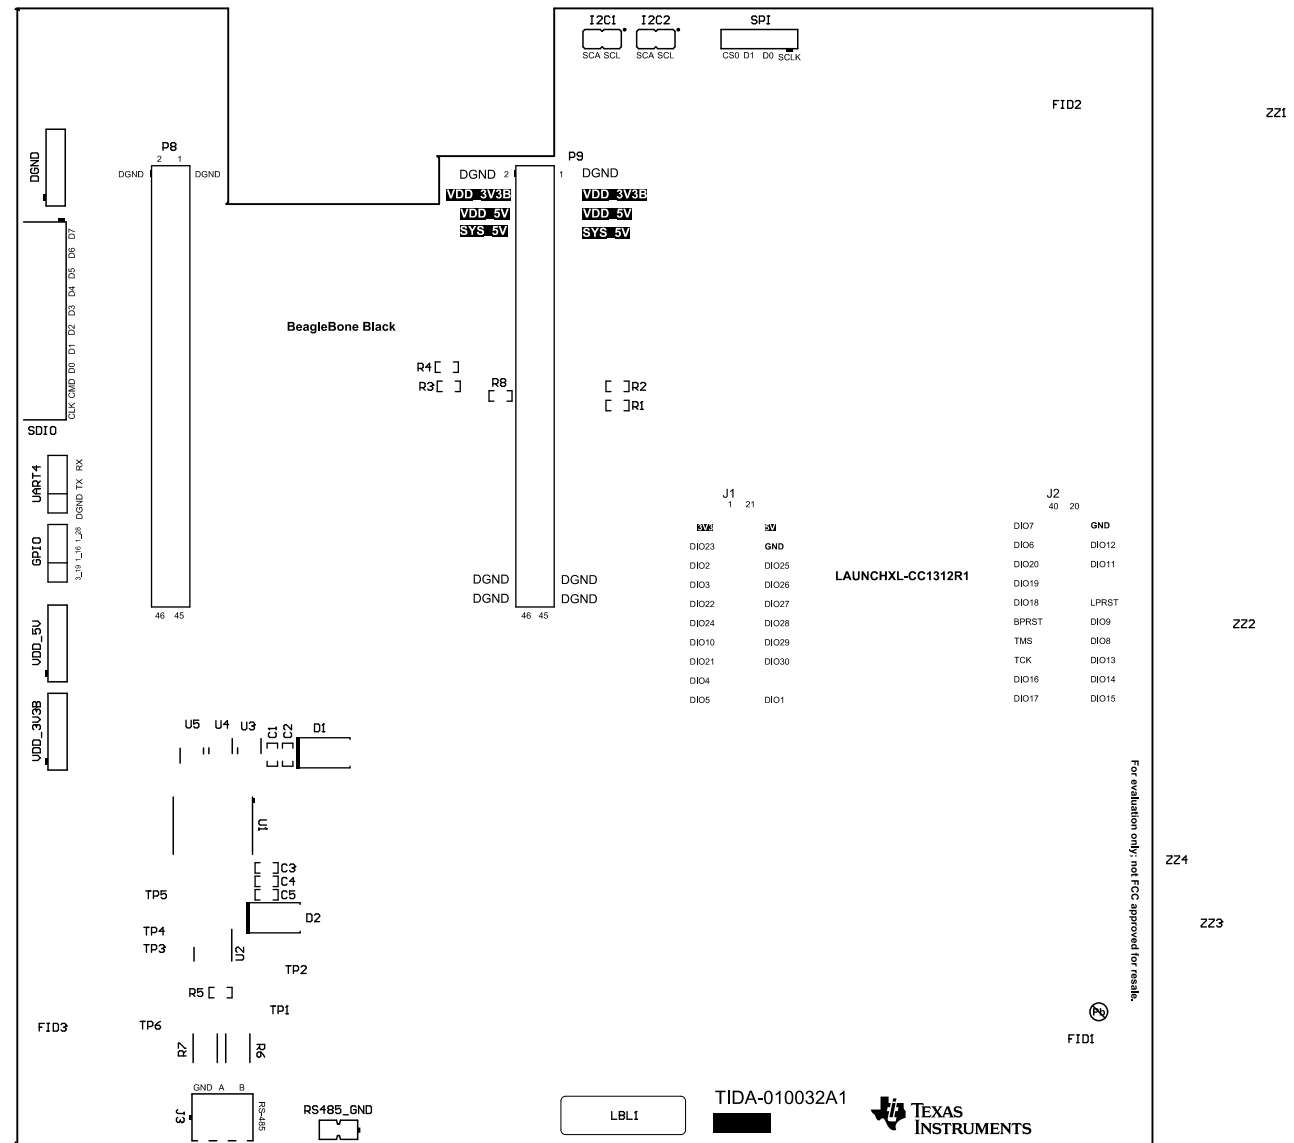 I2C1 I2C2 SPI
SCA SCL SCA SCL CS0 D1 D0 SCLK
FID2
ZZ1
DGND
P8
2 1
DGND DGND
P9
DGND 2 1 DGND
VDD_3V3B VDD_3V3B
VDD_5V VDD_5V
SYS_5V SYS_5V
D7
D6
D5
D4
D3
D2
D1
D0
CMD
CLK
SDIO
BeagleBone Black
R4
R3
R8
R2
R1
UART4
RX
TX
DGND
GPIO
1_28
1_16
3_19
DGND DGND
DGND DGND
46 45
46 45
VDD_5V
VDD_3V3B
J1
1 21
3V3 5V
DIO23 GND
DIO2 DIO25
DIO3 DIO26
DIO22 DIO27
DIO24 DIO28
DIO10 DIO29
DIO21 DIO30
DIO4
DIO5 DIO1
LAUNCHXL-CC1312R1
J2
40 20
DIO7 GND
DIO6 DIO12
DIO20 DIO11
DIO19
DIO18 LPRST
BPRST DIO9
TMS DIO8
TCK DIO13
DIO16 DIO14
DIO17 DIO15
ZZ2
U5 U4 U3 C1 C2 D1
U1
C3
C4
C5
TP5
D2
TP4
TP3
U2
TP2
R5
TP1
TP6
FID3
R7
R6
GND A B
RS-485
J3
RS485_GND
For evaluation only; not FCC approved for resale.
ZZ4
ZZ3
Pb
FID1
LBL1
TIDA-010032A1
TEXAS
INSTRUMENTS